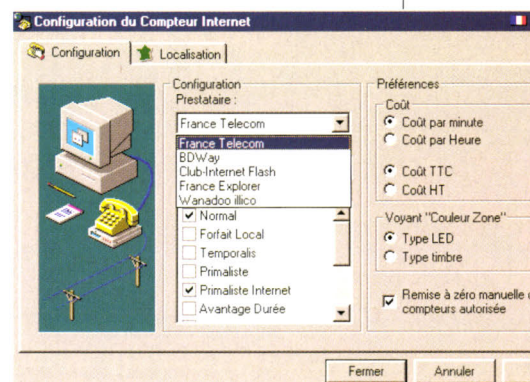 Configuration du Compteur Internet
Configuration
Localisation
Configuration
Prestataire :
France Telecom
France Telecom
BDWay
Club-Internet Flash
France Explorer
Wanadoo illico
Normal
Forfait Local
Temporalis
Primaliste
Primaliste Internet
Avantage Durée
Préférences
Coût
Coût par minute
Coût par Heure
Coût TTC
Coût HT
Voyant "Couleur Zone"
Type LED
Type timbre
Remise à zéro manuelle
compteurs autorisée
Fermer
Annuler